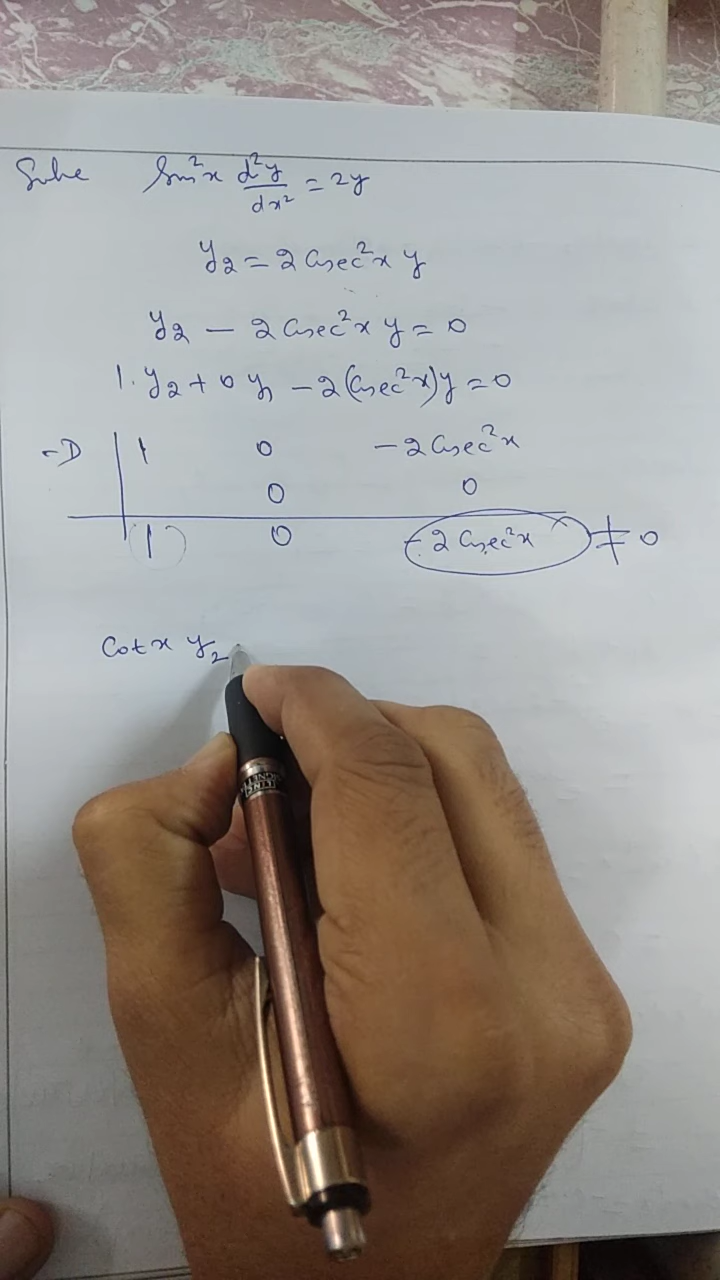 Solve sin²x d²y/dx² = 2y
y₂ = 2 cosec²x y
y₂ − 2 cosec²x y = 0
1. y₂ + 0 y₁ − 2(cosec²x)y = 0
-D | 1 0 − 2 cosec²x
0 0
1 0 - 2 cosec²x ≠ 0
cot x y₂